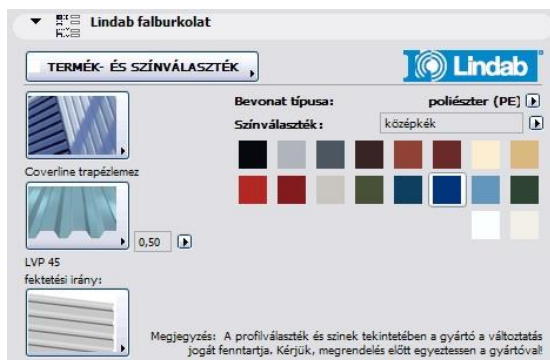 Lindab falburkolat
TERMÉK- ÉS SZÍNVÁLASZTÉK
Lindab
Bevonat típusa: poliészter (PE)
Színválaszték: középkék
Coverline trapézlemez
0,50
LVP 45
fektetési irány:
Megjegyzés: A profilválaszték és szinek tekintetében a gyártó a változtatás
jogát fenntartja. Kérjük, megrendelés előtt egyeztessen a gyártóval